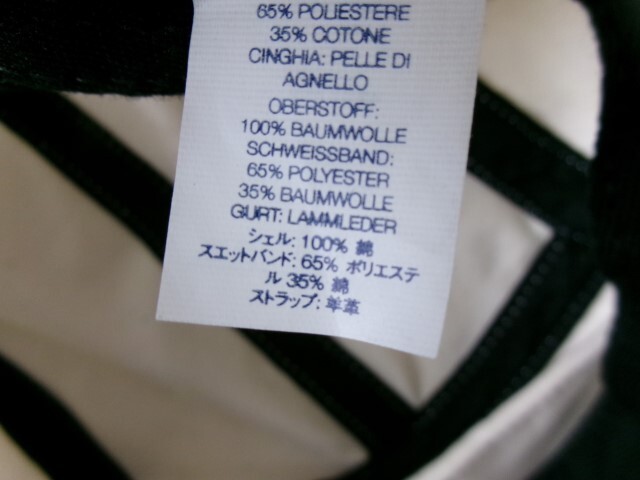 65% POLIESTERE
35% COTONE
CINGHIA: PELLE DI
AGNELLO
OBERSTOFF:
100% BAUMWOLLE
SCHWEISSBAND:
65% POLYESTER
35% BAUMWOLLE
GURT: LAMMLEDER
シェル: 100% 綿
スエットバンド: 65% ポリエステ
ル 35% 綿
ストラップ: 羊革